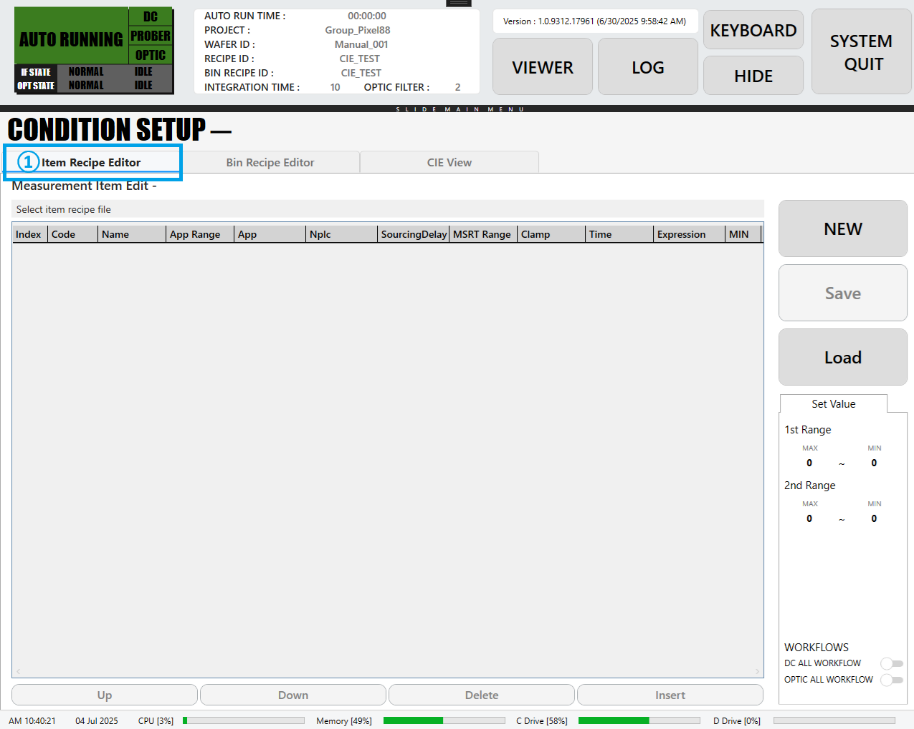 AUTO RUNNING
DC
PROBER
OPTIC
IF STATE NORMAL IDLE
OPT STATE NORMAL IDLE
AUTO RUN TIME : 00:00:00
PROJECT : Group_Pixel88
WAFER ID : Manual_001
RECIPE ID : CIE_TEST
BIN RECIPE ID : CIE_TEST
INTEGRATION TIME : 10 OPTIC FILTER : 2
Version : 1.0.9312.17961 (6/30/2025 9:58:42 AM)
VIEWER
LOG
KEYBOARD
HIDE
SYSTEM
QUIT
SLIDE MAIN MENU
CONDITION SETUP —
① Item Recipe Editor
Bin Recipe Editor
CIE View
Measurement Item Edit -
Select item recipe file
Index Code Name App Range App Nplc SourcingDelay MSRT Range Clamp Time Expression MIN
NEW
Save
Load
Set Value
1st Range
MAX MIN
0 ~ 0
2nd Range
MAX MIN
0 ~ 0
WORKFLOWS
DC ALL WORKFLOW
OPTIC ALL WORKFLOW
Up
Down
Delete
Insert
AM 10:40:21 04 Jul 2025 CPU [3%] Memory [49%] C Drive [58%] D Drive [0%]